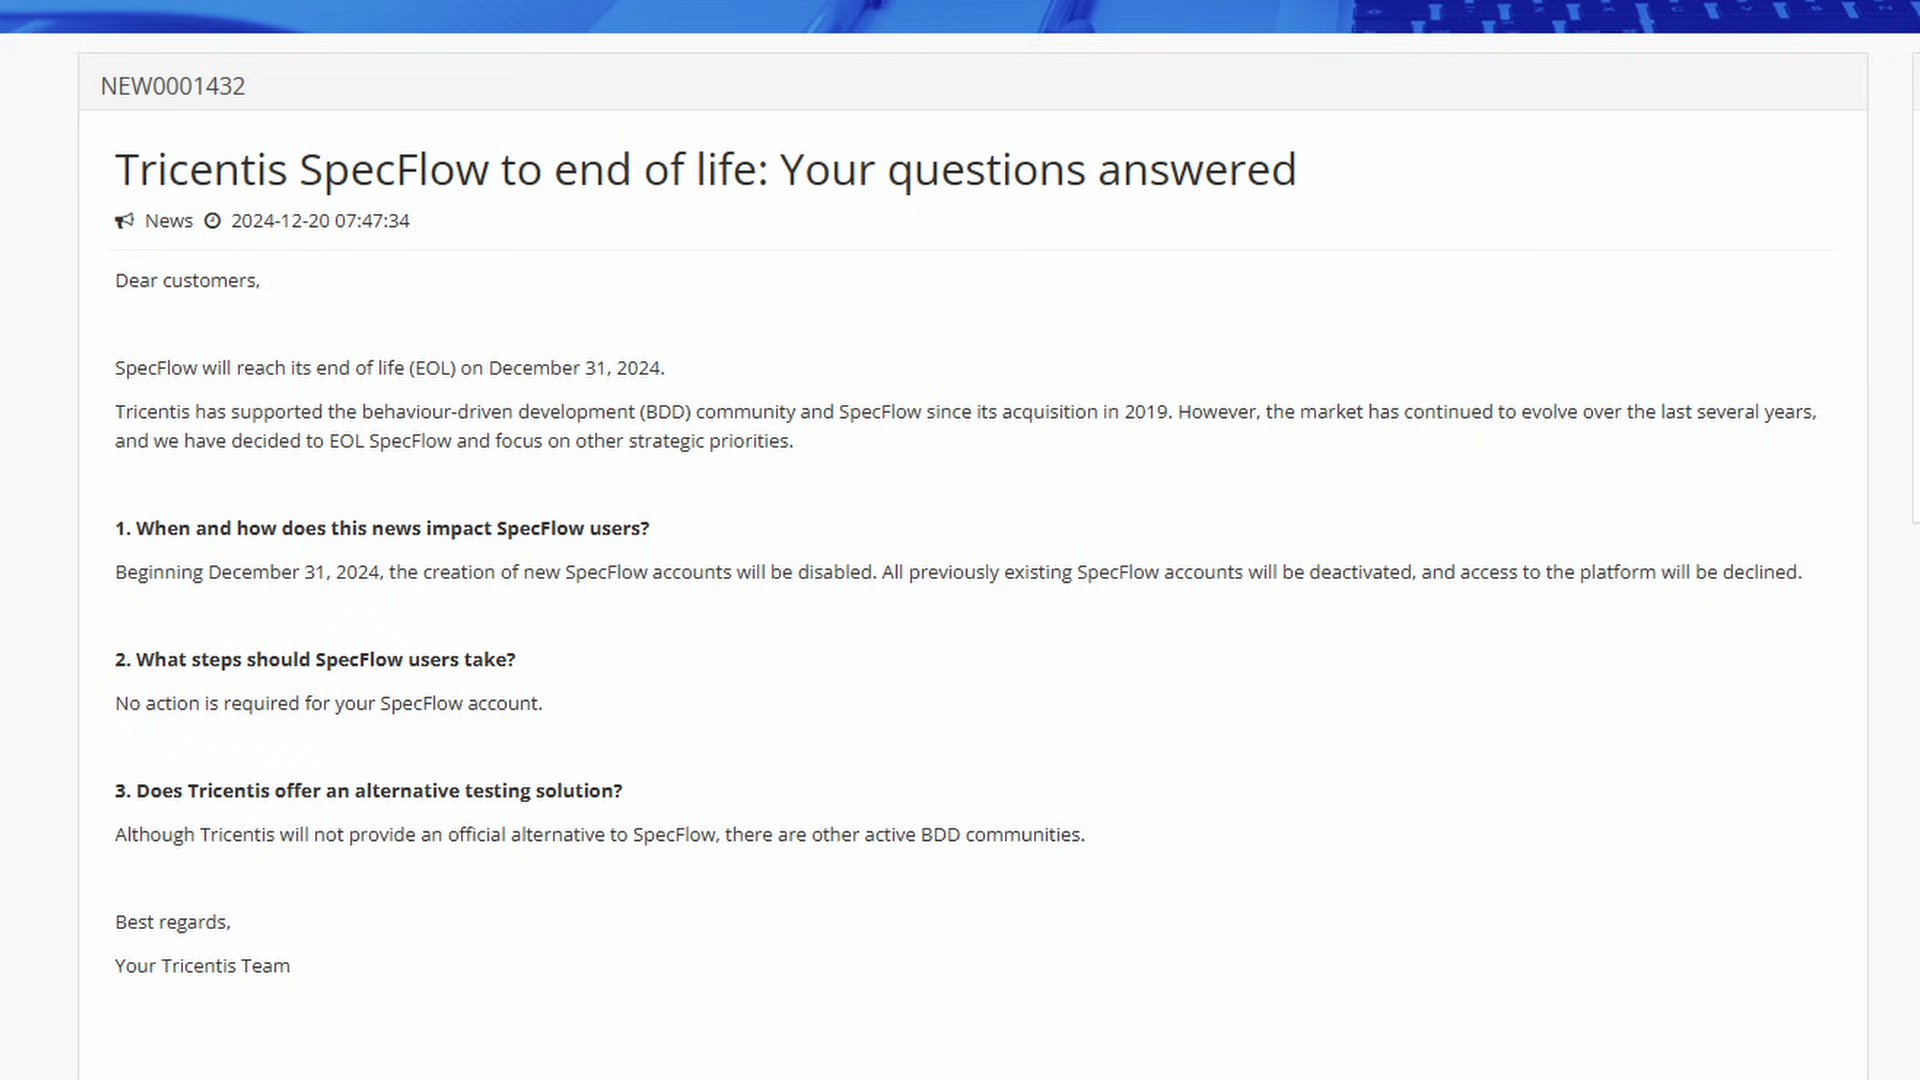 NEW0001432
Tricentis SpecFlow to end of life: Your questions answered
News 2024-12-20 07:47:34
Dear customers,
SpecFlow will reach its end of life (EOL) on December 31, 2024.
Tricentis has supported the behaviour-driven development (BDD) community and SpecFlow since its acquisition in 2019. However, the market has continued to evolve over the last several years,
and we have decided to EOL SpecFlow and focus on other strategic priorities.
1. When and how does this news impact SpecFlow users?
Beginning December 31, 2024, the creation of new SpecFlow accounts will be disabled. All previously existing SpecFlow accounts will be deactivated, and access to the platform will be declined.
2. What steps should SpecFlow users take?
No action is required for your SpecFlow account.
3. Does Tricentis offer an alternative testing solution?
Although Tricentis will not provide an official alternative to SpecFlow, there are other active BDD communities.
Best regards,
Your Tricentis Team